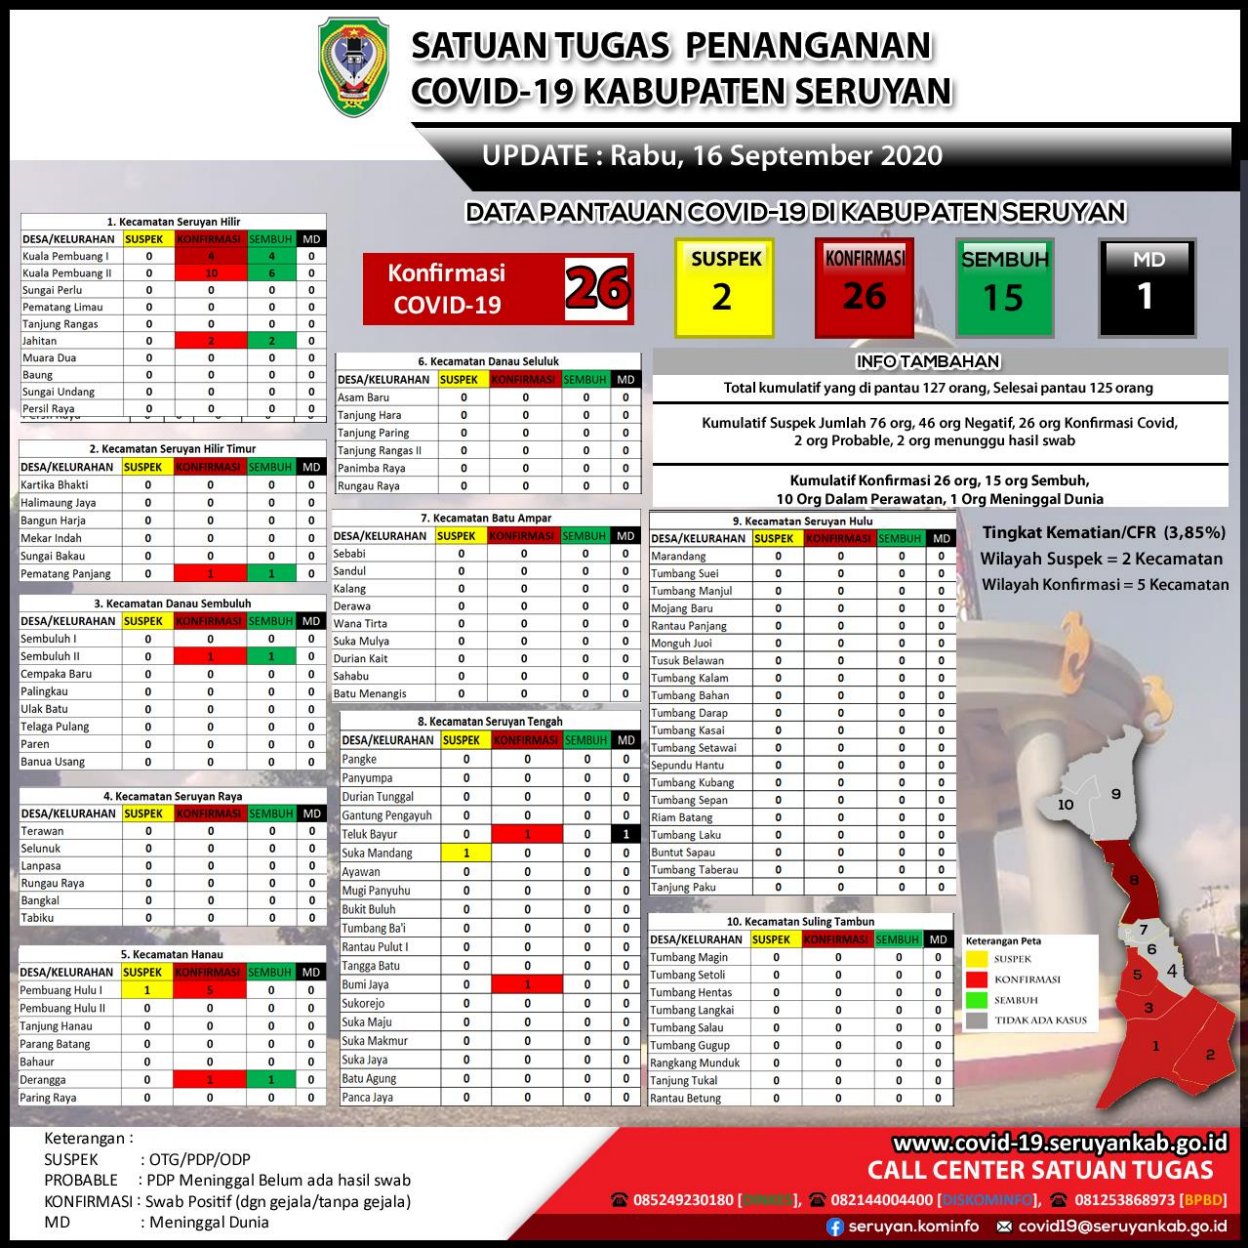 SATUAN TUGAS PENANGANAN
COVID-19 KABUPATEN SERUYAN
UPDATE : Rabu, 16 September 2020
DATA PANTAUAN COVID-19 DI KABUPATEN SERUYAN
Konfirmasi
COVID-19
26
SUSPEK
2
KONFIRMASI
26
SEMBUH
15
MD
1
INFO TAMBAHAN
Total kumulatif yang di pantau 127 orang, Selesai pantau 125 orang
Kumulatif Suspek Jumlah 76 org, 46 org Negatif, 26 org Konfirmasi Covid,
2 org Probable, 2 org menunggu hasil swab
Kumulatif Konfirmasi 26 org, 15 org Sembuh,
10 Org Dalam Perawatan, 1 Org Meninggal Dunia
Tingkat Kematian/CFR (3,85%)
Wilayah Suspek = 2 Kecamatan
Wilayah Konfirmasi = 5 Kecamatan
1. Kecamatan Seruyan Hilir
DESA/KELURAHAN SUSPEK KONFIRMASI SEMBUH MD
Kuala Pembuang I 0 4 4 0
Kuala Pembuang II 0 10 6 0
Sungai Perlu 0 0 0 0
Pematang Limau 0 0 0 0
Tanjung Rangas 0 0 0 0
Jahitan 0 2 2 0
Muara Dua 0 0 0 0
Baung 0 0 0 0
Sungai Undang 0 0 0 0
Persil Raya 0 0 0 0
2. Kecamatan Seruyan Hilir Timur
DESA/KELURAHAN SUSPEK KONFIRMASI SEMBUH MD
Kartika Bhakti 0 0 0 0
Halimaung Jaya 0 0 0 0
Bangun Harja 0 0 0 0
Mekar Indah 0 0 0 0
Sungai Bakau 0 0 0 0
Pematang Panjang 0 1 1 0
3. Kecamatan Danau Sembuluh
DESA/KELURAHAN SUSPEK KONFIRMASI SEMBUH MD
Sembuluh I 0 0 0 0
Sembuluh II 0 1 1 0
Cempaka Baru 0 0 0 0
Palingkau 0 0 0 0
Ulak Batu 0 0 0 0
Telaga Pulang 0 0 0 0
Paren 0 0 0 0
Banua Usang 0 0 0 0
4. Kecamatan Seruyan Raya
DESA/KELURAHAN SUSPEK KONFIRMASI SEMBUH MD
Terawan 0 0 0 0
Selunuk 0 0 0 0
Lanpasa 0 0 0 0
Rungau Raya 0 0 0 0
Bangkal 0 0 0 0
Tabiku 0 0 0 0
5. Kecamatan Hanau
DESA/KELURAHAN SUSPEK KONFIRMASI SEMBUH MD
Pembuang Hulu I 1 5 0 0
Pembuang Hulu II 0 0 0 0
Tanjung Hanau 0 0 0 0
Parang Batang 0 0 0 0
Bahaur 0 0 0 0
Derangga 0 1 1 0
Paring Raya 0 0 0 0
6. Kecamatan Danau Seluluk
DESA/KELURAHAN SUSPEK KONFIRMASI SEMBUH MD
Asam Baru 0 0 0 0
Tanjung Hara 0 0 0 0
Tanjung Paring 0 0 0 0
Tanjung Rangas II 0 0 0 0
Panimba Raya 0 0 0 0
Rungau Raya 0 0 0 0
7. Kecamatan Batu Ampar
DESA/KELURAHAN SUSPEK KONFIRMASI SEMBUH MD
Sebabi 0 0 0 0
Sandul 0 0 0 0
Kalang 0 0 0 0
Derawa 0 0 0 0
Wana Tirta 0 0 0 0
Suka Mulya 0 0 0 0
Durian Kait 0 0 0 0
Sahabu 0 0 0 0
Batu Menangis 0 0 0 0
8. Kecamatan Seruyan Tengah
DESA/KELURAHAN SUSPEK KONFIRMASI SEMBUH MD
Pangke 0 0 0 0
Panyumpa 0 0 0 0
Durian Tunggal 0 0 0 0
Gantung Pengayuh 0 0 0 0
Teluk Bayur 0 1 0 1
Suka Mandang 1 0 0 0
Ayawan 0 0 0 0
Mugi Panyuhu 0 0 0 0
Bukit Buluh 0 0 0 0
Tumbang Ba'i 0 0 0 0
Rantau Pulut I 0 0 0 0
Tangga Batu 0 0 0 0
Bumi Jaya 0 1 0 0
Sukorejo 0 0 0 0
Suka Maju 0 0 0 0
Suka Makmur 0 0 0 0
Suka Jaya 0 0 0 0
Batu Agung 0 0 0 0
Panca Jaya 0 0 0 0
9. Kecamatan Seruyan Hulu
DESA/KELURAHAN SUSPEK KONFIRMASI SEMBUH MD
Marandang 0 0 0 0
Tumbang Suei 0 0 0 0
Tumbang Manjul 0 0 0 0
Mojang Baru 0 0 0 0
Rantau Panjang 0 0 0 0
Monguh Juoi 0 0 0 0
Tusuk Belawan 0 0 0 0
Tumbang Kalam 0 0 0 0
Tumbang Bahan 0 0 0 0
Tumbang Darap 0 0 0 0
Tumbang Kasai 0 0 0 0
Tumbang Setawai 0 0 0 0
Sepundu Hantu 0 0 0 0
Tumbang Kubang 0 0 0 0
Tumbang Sepan 0 0 0 0
Riam Batang 0 0 0 0
Tumbang Laku 0 0 0 0
Buntut Sapau 0 0 0 0
Tumbang Taberau 0 0 0 0
Tanjung Paku 0 0 0 0
10. Kecamatan Suling Tambun
DESA/KELURAHAN SUSPEK KONFIRMASI SEMBUH MD
Tumbang Magin 0 0 0 0
Tumbang Setoli 0 0 0 0
Tumbang Hentas 0 0 0 0
Tumbang Langkai 0 0 0 0
Tumbang Salau 0 0 0 0
Tumbang Gugup 0 0 0 0
Rangkang Munduk 0 0 0 0
Tanjung Tukal 0 0 0 0
Rantau Betung 0 0 0 0
Keterangan Peta
SUSPEK
KONFIRMASI
SEMBUH
TIDAK ADA KASUS
10
9
8
7
6
5
4
3
1
2
Keterangan :
SUSPEK : OTG/PDP/ODP
PROBABLE : PDP Meninggal Belum ada hasil swab
KONFIRMASI : Swab Positif (dgn gejala/tanpa gejala)
MD : Meninggal Dunia
www.covid-19.seruyankab.go.id
CALL CENTER SATUAN TUGAS
085249230180 [DINKES], 082144004400 [DISKOMINFO], 081253868973 [BPBD]
seruyan.kominfo covid19@seruyankab.go.id